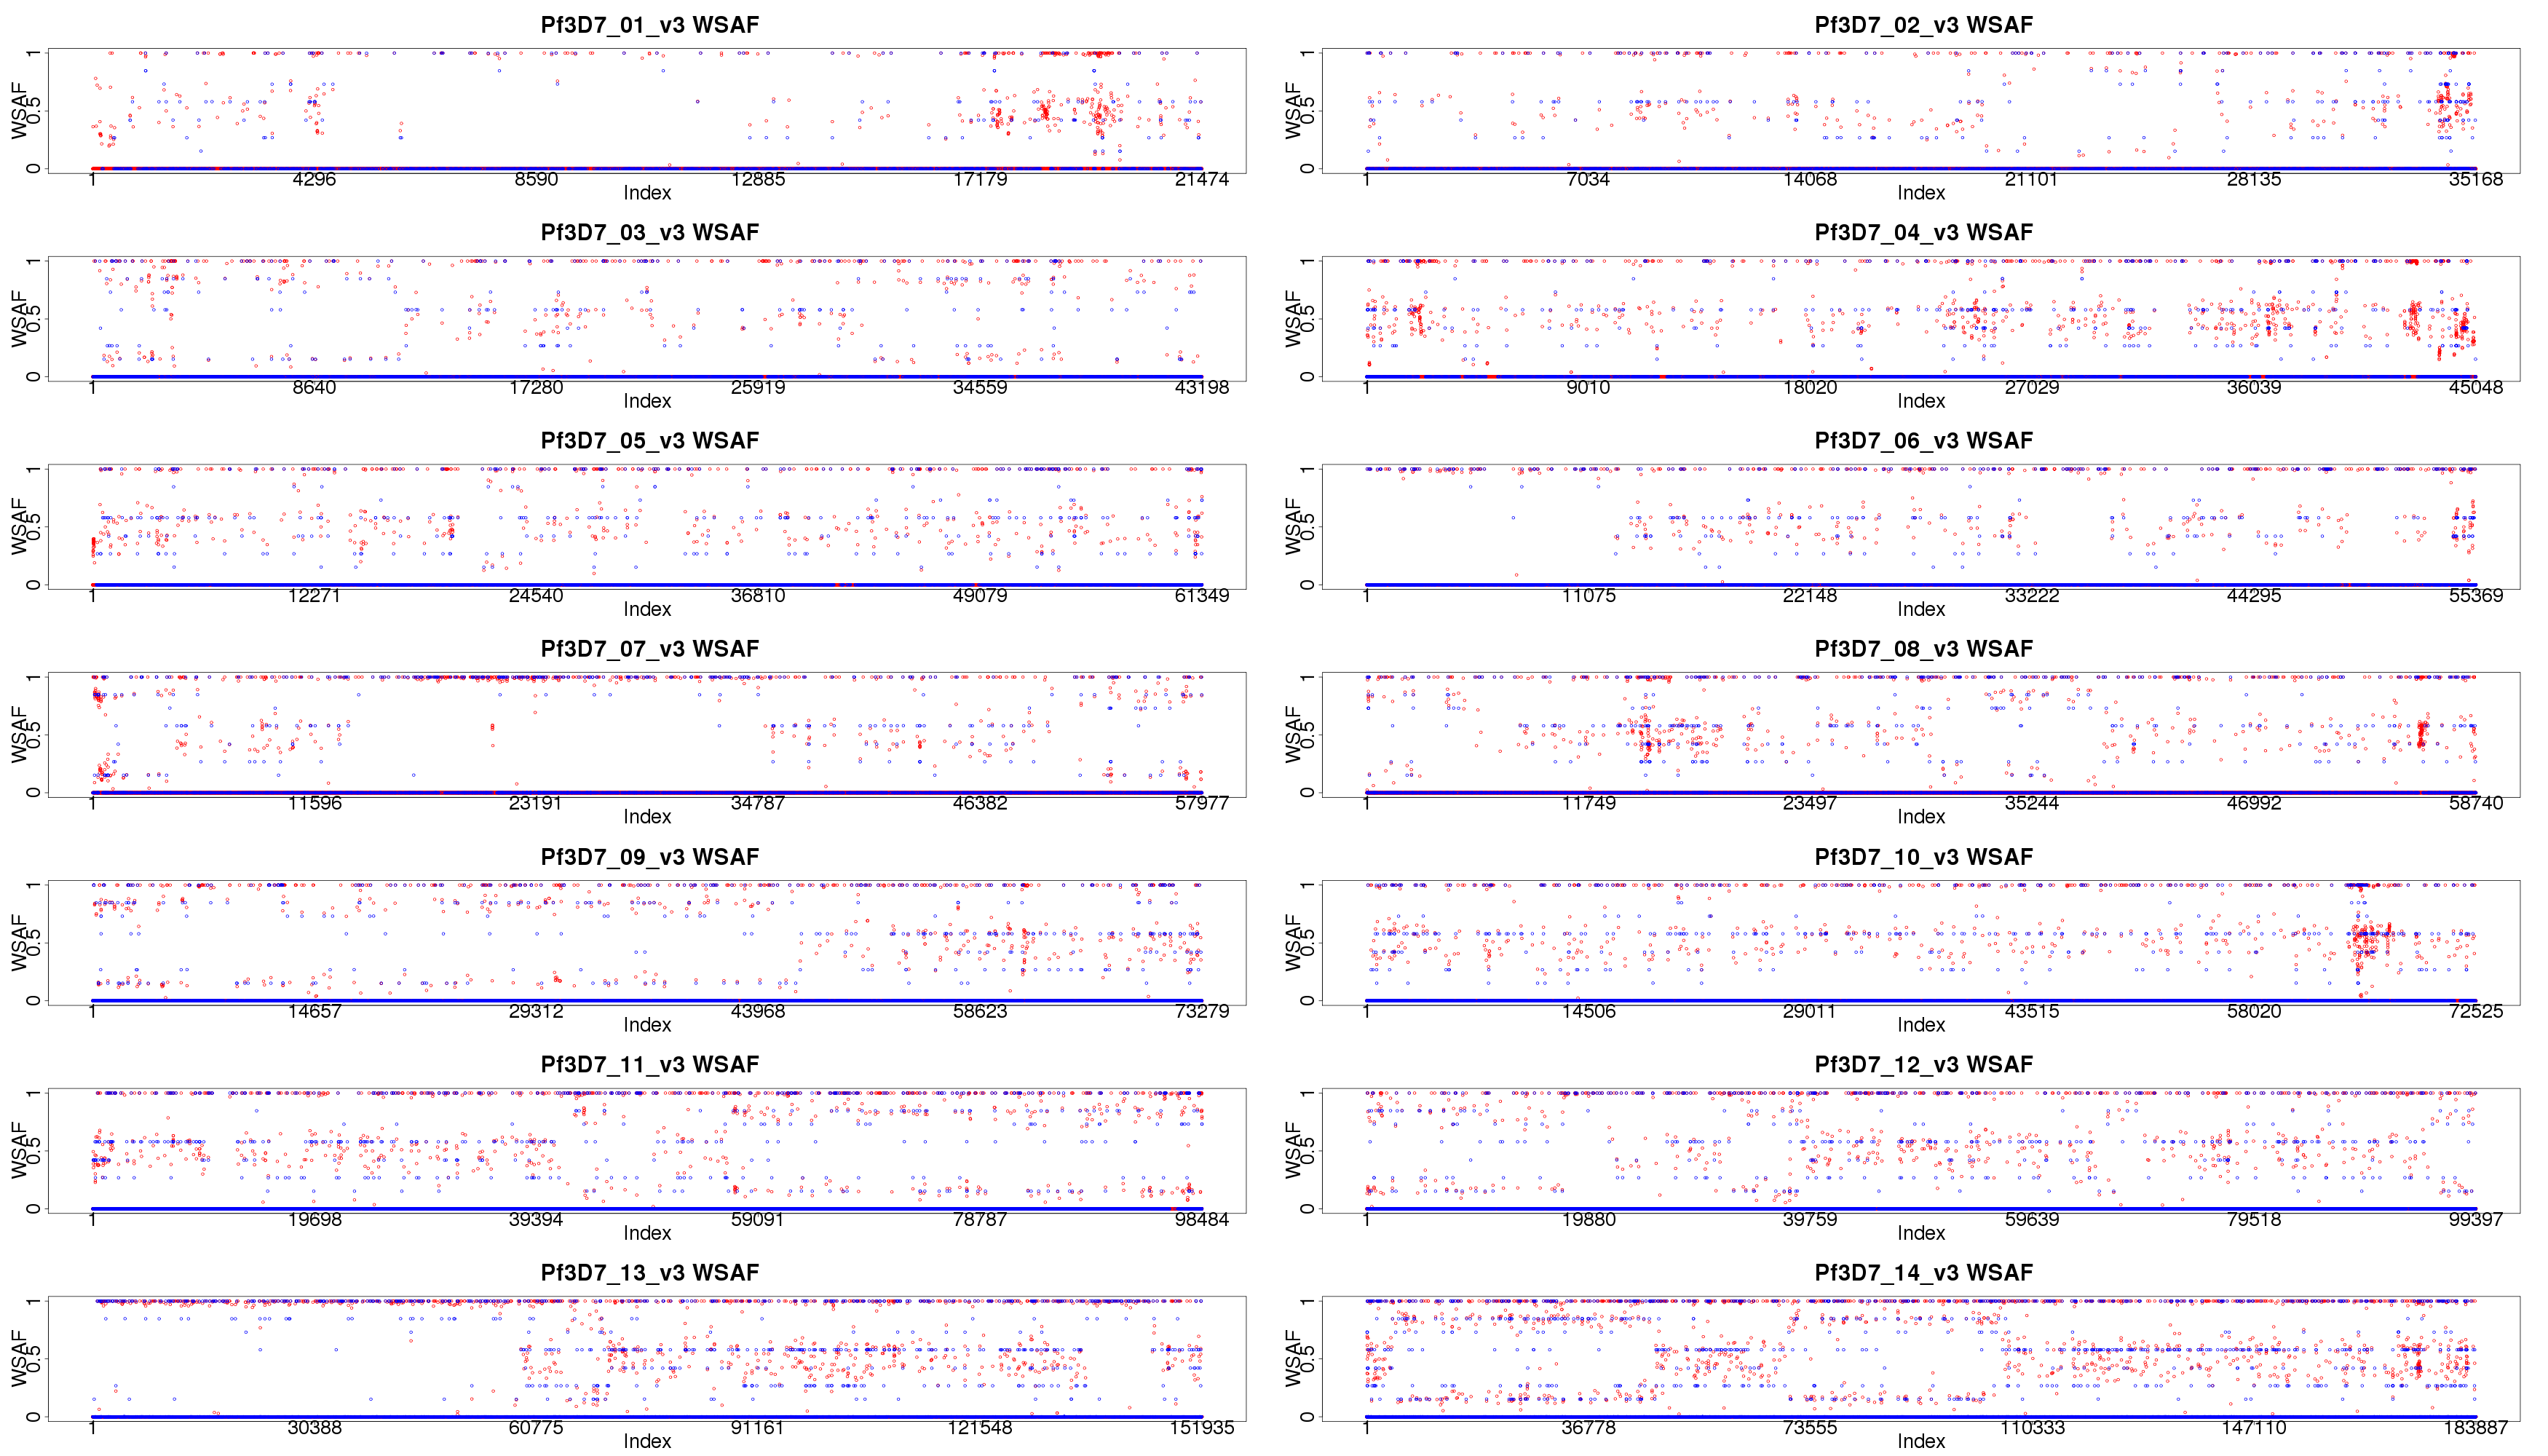 Pf3D7_01_v3 WSAF
WSAF
0 0.5 1
1 4296 8590 12885 17179 21474
Index
Pf3D7_02_v3 WSAF
WSAF
0 0.5 1
1 7034 14068 21101 28135 35168
Index
Pf3D7_03_v3 WSAF
WSAF
0 0.5 1
1 8640 17280 25919 34559 43198
Index
Pf3D7_04_v3 WSAF
WSAF
0 0.5 1
1 9010 18020 27029 36039 45048
Index
Pf3D7_05_v3 WSAF
WSAF
0 0.5 1
1 12271 24540 36810 49079 61349
Index
Pf3D7_06_v3 WSAF
WSAF
0 0.5 1
1 11075 22148 33222 44295 55369
Index
Pf3D7_07_v3 WSAF
WSAF
0 0.5 1
1 11596 23191 34787 46382 57977
Index
Pf3D7_08_v3 WSAF
WSAF
0 0.5 1
1 11749 23497 35244 46992 58740
Index
Pf3D7_09_v3 WSAF
WSAF
0 0.5 1
1 14657 29312 43968 58623 73279
Index
Pf3D7_10_v3 WSAF
WSAF
0 0.5 1
1 14506 29011 43515 58020 72525
Index
Pf3D7_11_v3 WSAF
WSAF
0 0.5 1
1 19698 39394 59091 78787 98484
Index
Pf3D7_12_v3 WSAF
WSAF
0 0.5 1
1 19880 39759 59639 79518 99397
Index
Pf3D7_13_v3 WSAF
WSAF
0 0.5 1
1 30388 60775 91161 121548 151935
Index
Pf3D7_14_v3 WSAF
WSAF
0 0.5 1
1 36778 73555 110333 147110 183887
Index